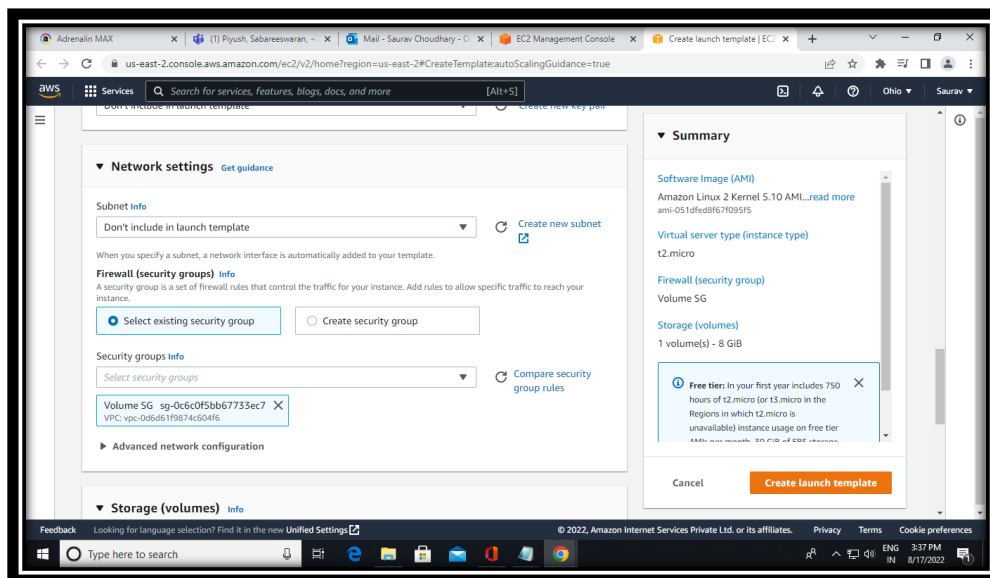 Adrenalin MAX
(1) Piyush, Sabareeswaran, +
Mail - Saurav Choudhary - O
EC2 Management Console
Create launch template | EC2
us-east-2.console.aws.amazon.com/ec2/v2/home?region=us-east-2#CreateTemplate:autoScalingGuidance=true
aws
Services
Search for services, features, blogs, docs, and more
[Alt+S]
Ohio
Saurav
Don't include in launch template
Create new key pair
Network settings Get guidance
Subnet Info
Don't include in launch template
Create new subnet
When you specify a subnet, a network interface is automatically added to your template.
Firewall (security groups) Info
A security group is a set of firewall rules that control the traffic for your instance. Add rules to allow specific traffic to reach your
instance.
Select existing security group
Create security group
Security groups Info
Select security groups
Compare security
group rules
Volume SG sg-0c6c0f5bb67733ec7
VPC: vpc-0d6d61f9874c604f6
Advanced network configuration
Storage (volumes) Info
Summary
Software Image (AMI)
Amazon Linux 2 Kernel 5.10 AMI...read more
ami-051dfed8f67f095f5
Virtual server type (instance type)
t2.micro
Firewall (security group)
Volume SG
Storage (volumes)
1 volume(s) - 8 GiB
Free tier: In your first year includes 750
hours of t2.micro (or t3.micro in the
Regions in which t2.micro is
unavailable) instance usage on free tier
AMIs per month, 30 GiB of EBS storage,
Cancel
Create launch template
Feedback
Looking for language selection? Find it in the new Unified Settings
© 2022, Amazon Internet Services Private Ltd. or its affiliates.
Privacy
Terms
Cookie preferences
Type here to search
ENG
IN
3:37 PM
8/17/2022
1